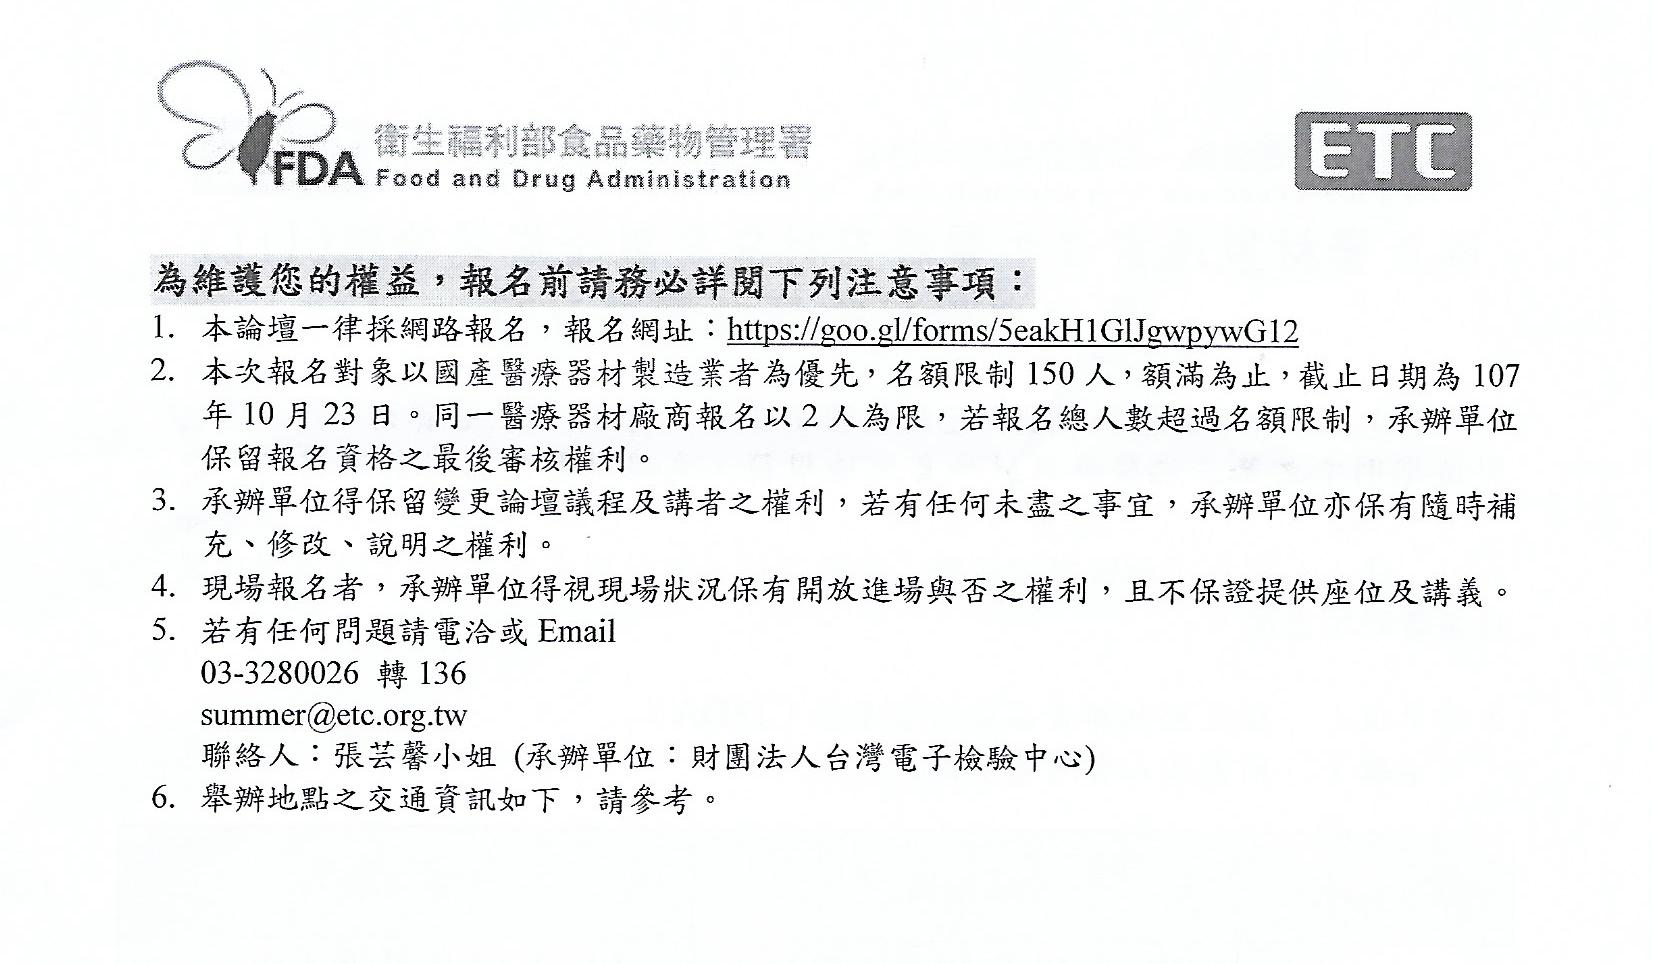 FDA 衛生福利部食品藥物管理署
Food and Drug Administration
ETC
為維護您的權益，報名前請務必詳閱下列注意事項：
1. 本論壇一律採網路報名，報名網址：https://goo.gl/forms/5eakH1GlJgwpywG12
2. 本次報名對象以國產醫療器材製造業者為優先，名額限制 150 人，額滿為止，截止日期為 107
年 10 月 23 日。同一醫療器材廠商報名以 2 人為限，若報名總人數超過名額限制，承辦單位
保留報名資格之最後審核權利。
3. 承辦單位得保留變更論壇議程及講者之權利，若有任何未盡之事宜，承辦單位亦保有隨時補
充、修改、說明之權利。
4. 現場報名者，承辦單位得視現場狀況保有開放進場與否之權利，且不保證提供座位及講義。
5. 若有任何問題請電洽或 Email
03-3280026 轉 136
summer@etc.org.tw
聯絡人：張芸馨小姐 (承辦單位：財團法人台灣電子檢驗中心)
6. 舉辦地點之交通資訊如下，請參考。